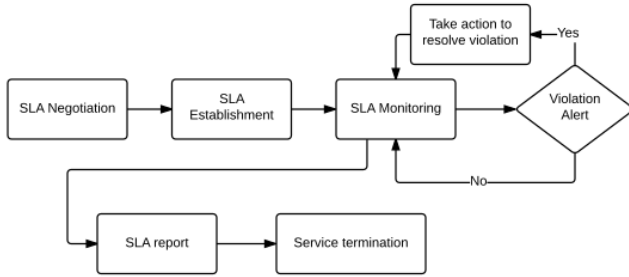 Take action to
resolve violation
Yes
SLA Negotiation
SLA
Establishment
SLA Monitoring
Violation
Alert
No
SLA report
Service termination